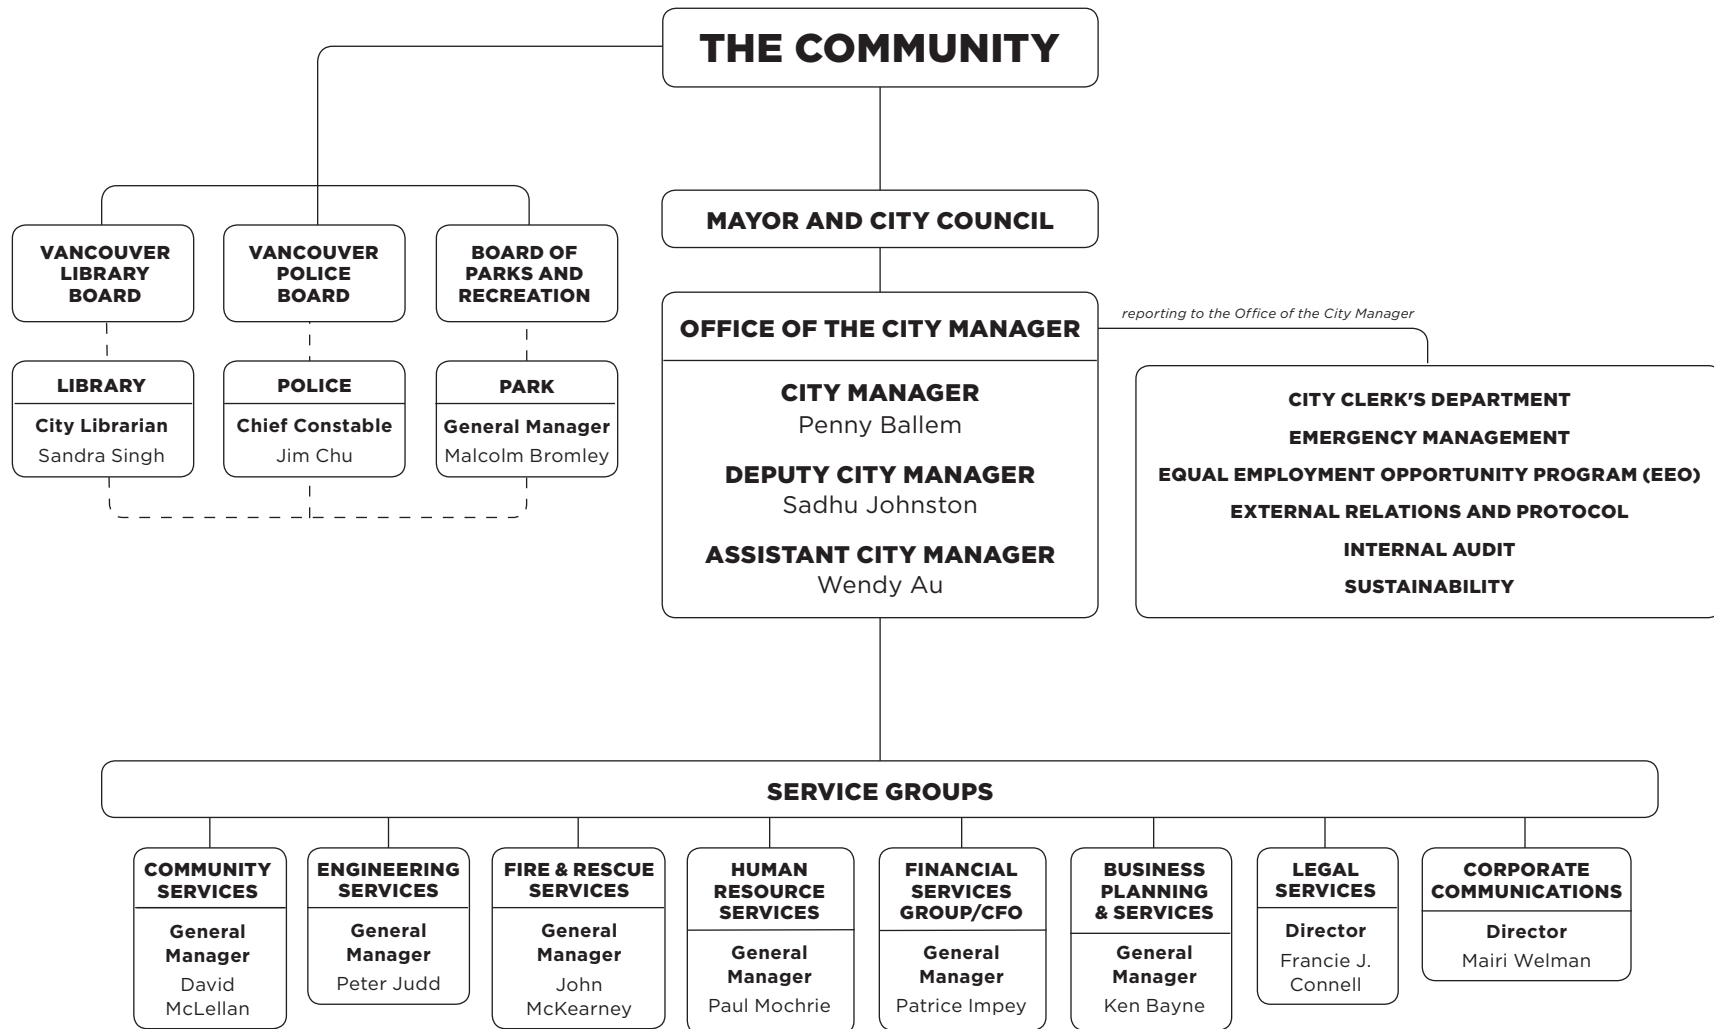 THE COMMUNITY
MAYOR AND CITY COUNCIL
VANCOUVER
LIBRARY
BOARD
VANCOUVER
POLICE
BOARD
BOARD OF
PARKS AND
RECREATION
LIBRARY
City Librarian
Sandra Singh
POLICE
Chief Constable
Jim Chu
PARK
General Manager
Malcolm Bromley
OFFICE OF THE CITY MANAGER
CITY MANAGER
Penny Ballem
DEPUTY CITY MANAGER
Sadhu Johnston
ASSISTANT CITY MANAGER
Wendy Au
reporting to the Office of the City Manager
CITY CLERK'S DEPARTMENT
EMERGENCY MANAGEMENT
EQUAL EMPLOYMENT OPPORTUNITY PROGRAM (EEO)
EXTERNAL RELATIONS AND PROTOCOL
INTERNAL AUDIT
SUSTAINABILITY
SERVICE GROUPS
COMMUNITY
SERVICES
General
Manager
David
McLellan
ENGINEERING
SERVICES
General
Manager
Peter Judd
FIRE & RESCUE
SERVICES
General
Manager
John
McKearney
HUMAN
RESOURCE
SERVICES
General
Manager
Paul Mochrie
FINANCIAL
SERVICES
GROUP/CFO
General
Manager
Patrice Impey
BUSINESS
PLANNING
& SERVICES
General
Manager
Ken Bayne
LEGAL
SERVICES
Director
Francie J.
Connell
CORPORATE
COMMUNICATIONS
Director
Mairi Welman